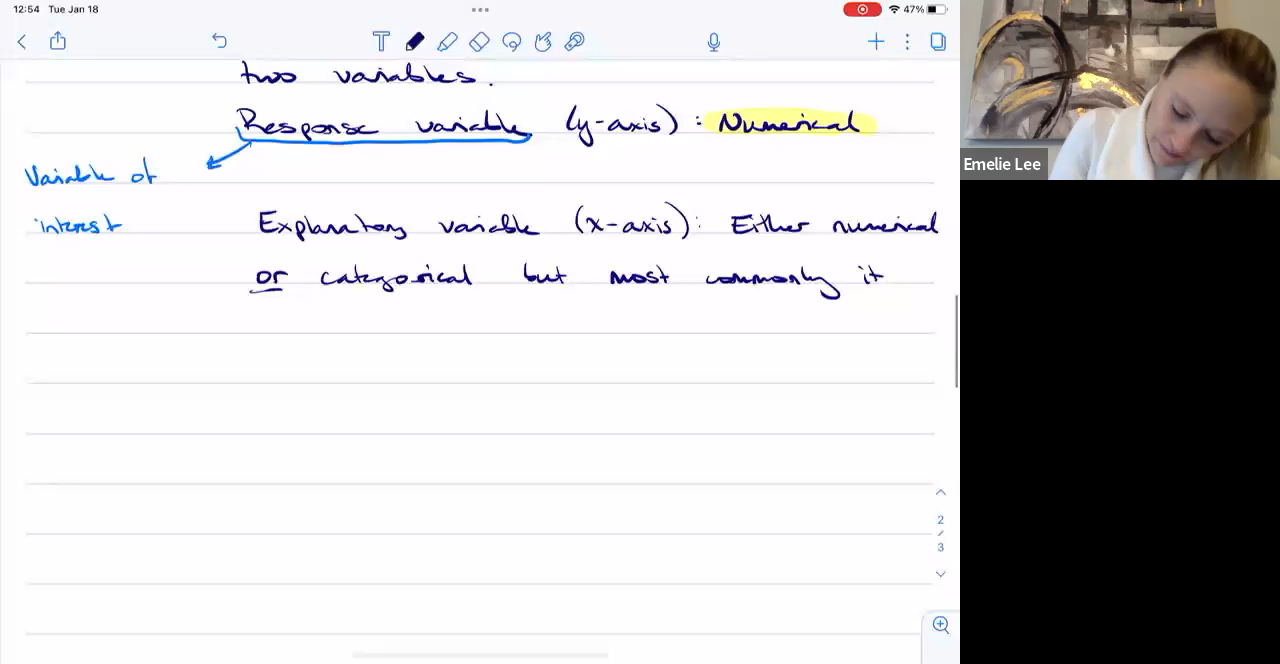 12:54 Tue Jan 18
47%
two variables.
Response variable (y-axis) : Numerical
Variable of
interest
Explanatory variable (x-axis): Either numerical
or categorical but most commonly it
2
/
3
Emelie Lee